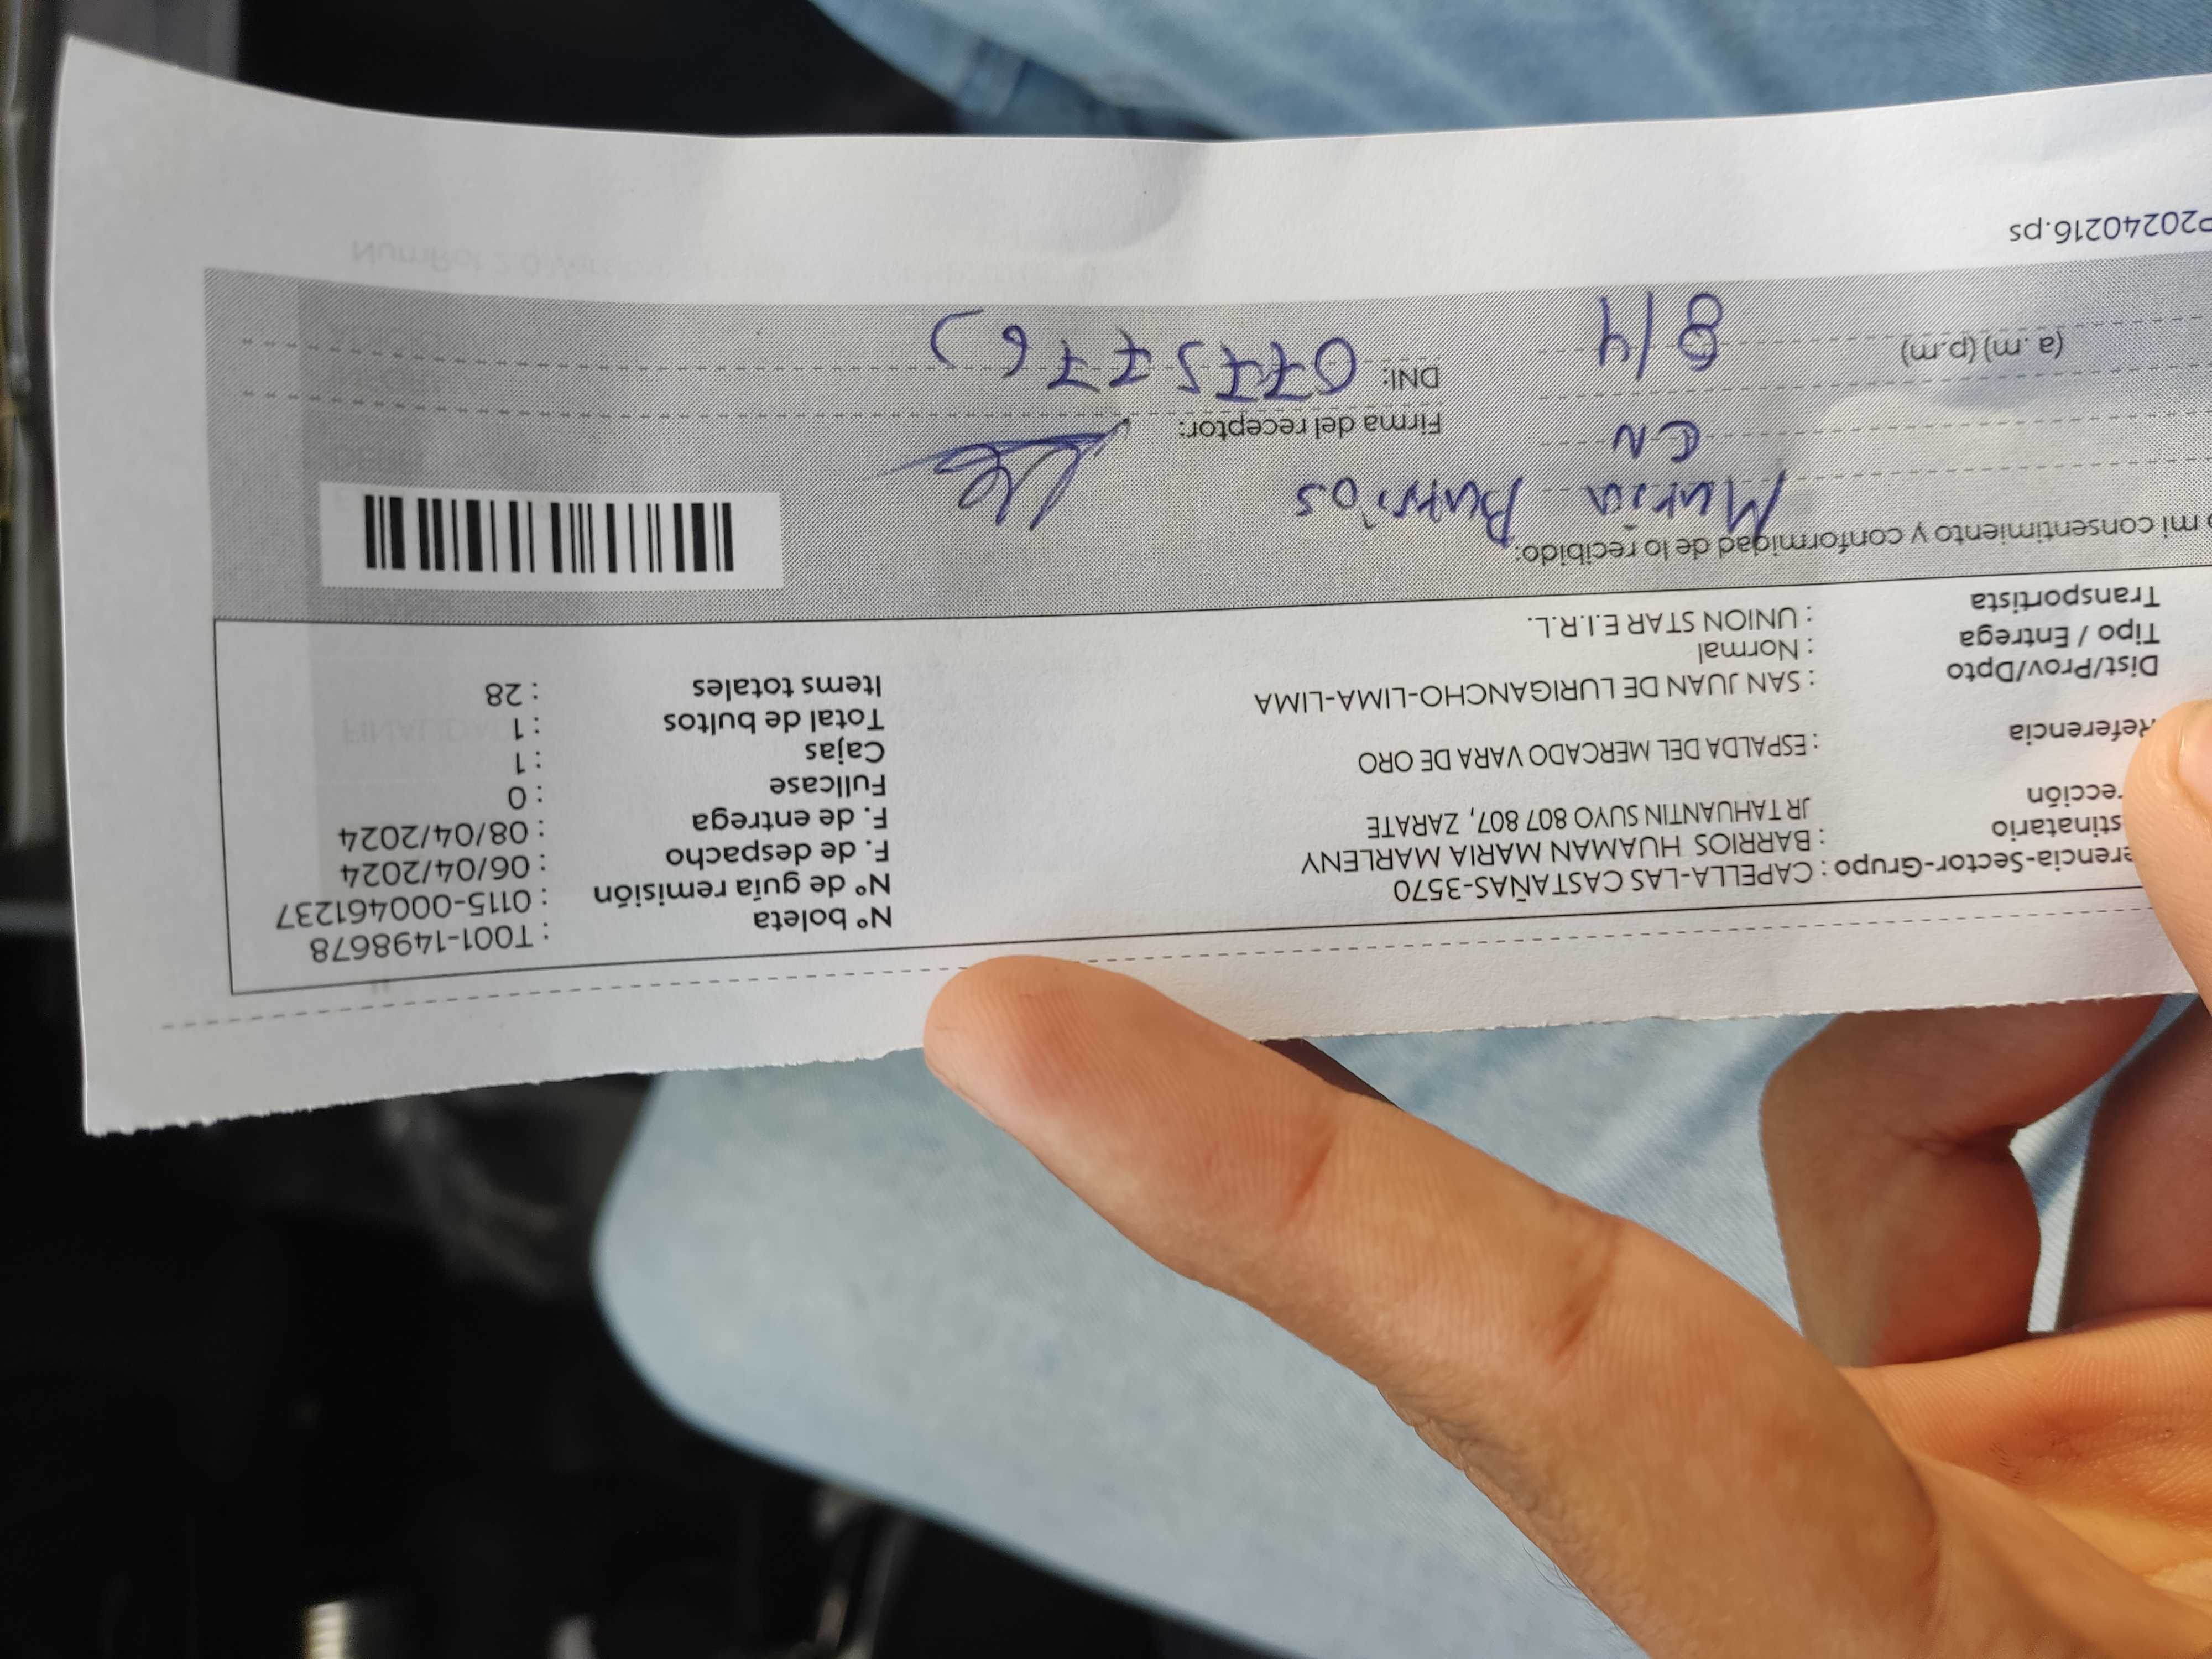 Nº boleta : T001-1498678
erencia-Sector-Grupo : CAPELLA-LAS CASTAÑAS-3570 Nº de guía remisión : 0115-000461237
stinatario : BARRIOS HUAMAN MARIA MARLENY F. de despacho : 06/04/2024
rección JR TAHUANTIN SUYO 807 807, ZARATE F. de entrega : 08/04/2024
Fullcase : 0
Referencia : ESPALDA DEL MERCADO VARA DE ORO Cajas : 1
Total de bultos : 1
Dist/Prov/Dpto : SAN JUAN DE LURIGANCHO-LIMA-LIMA Items totales : 28
Tipo / Entrega : Normal
Transportista : UNION STAR E.I.R.L.
mi consentimiento y conformidad de lo recibido:
Maria Barrios
CN Firma del receptor:
(a. m) (p.m) 8/4 DNI:
P20240216.ps